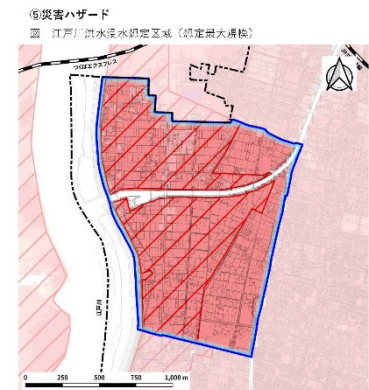 ⑤災害ハザード
図 江戸川洪水浸水想定区域（想定最大規模）
つくばエクスプレス
江戸川
0 250 500 750 1,000 m